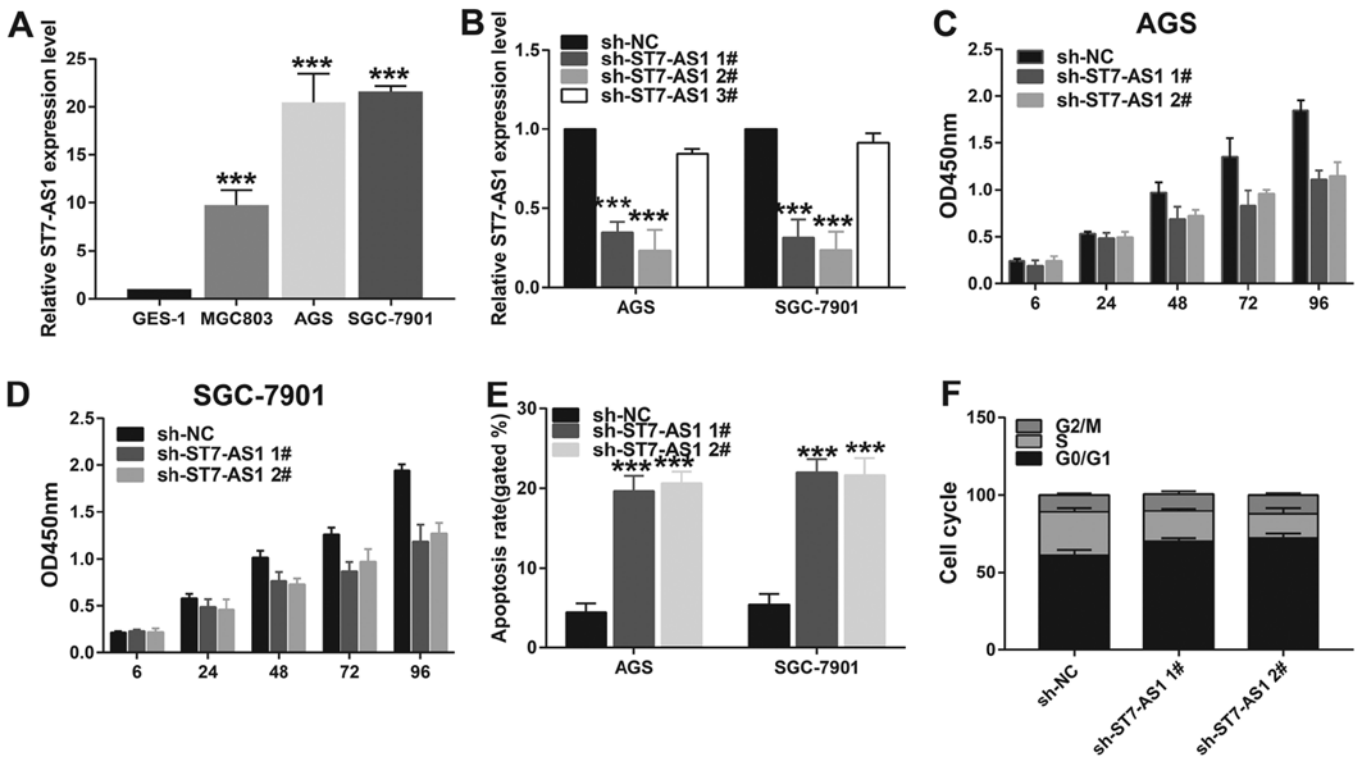 A
Relative ST7-AS1 expression level
25
20
15
10
5
0
***
***
***
GES-1 MGC803 AGS SGC-7901
B
Relative ST7-AS1 expression level
sh-NC
sh-ST7-AS1 1#
sh-ST7-AS1 2#
sh-ST7-AS1 3#
1.5
1.0
0.5
0.0
***
***
***
***
AGS SGC-7901
C
AGS
OD450nm
sh-NC
sh-ST7-AS1 1#
sh-ST7-AS1 2#
2.5
2.0
1.5
1.0
0.5
0.0
6 24 48 72 96
D
SGC-7901
OD450nm
sh-NC
sh-ST7-AS1 1#
sh-ST7-AS1 2#
2.5
2.0
1.5
1.0
0.5
0.0
6 24 48 72 96
E
Apoptosis rate(gated %)
sh-NC
sh-ST7-AS1 1#
sh-ST7-AS1 2#
30
20
10
0
***
***
***
***
AGS SGC-7901
F
Cell cycle
G2/M
S
G0/G1
150
100
50
0
sh-NC
sh-ST7-AS1 1#
sh-ST7-AS1 2#